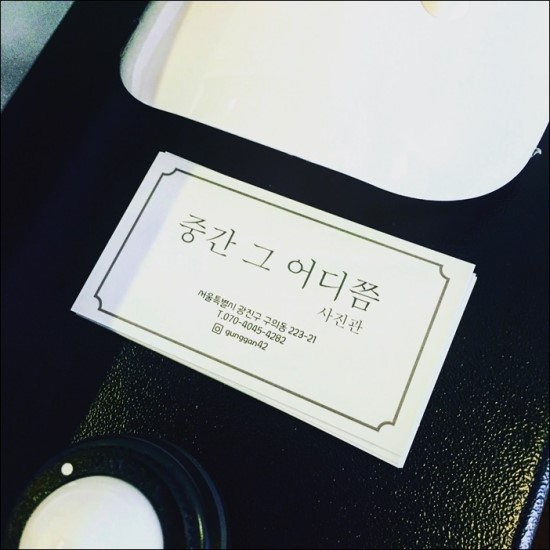 중간 그 어디쯤
사진관
서울특별시 광진구 구의동 223-21
T.070-4045-4282
gunggan42